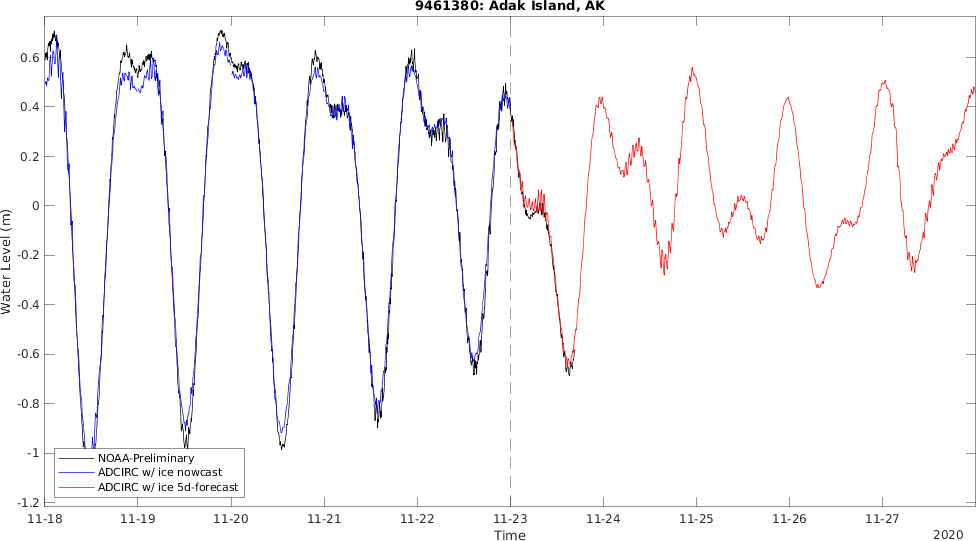 9461380: Adak Island, AK
Water Level (m)
0.6
0.4
0.2
0
-0.2
-0.4
-0.6
-0.8
-1
-1.2
NOAA-Preliminary
ADCIRC w/ ice nowcast
ADCIRC w/ ice 5d-forecast
11-18 11-19 11-20 11-21 11-22 11-23 11-24 11-25 11-26 11-27
Time
2020